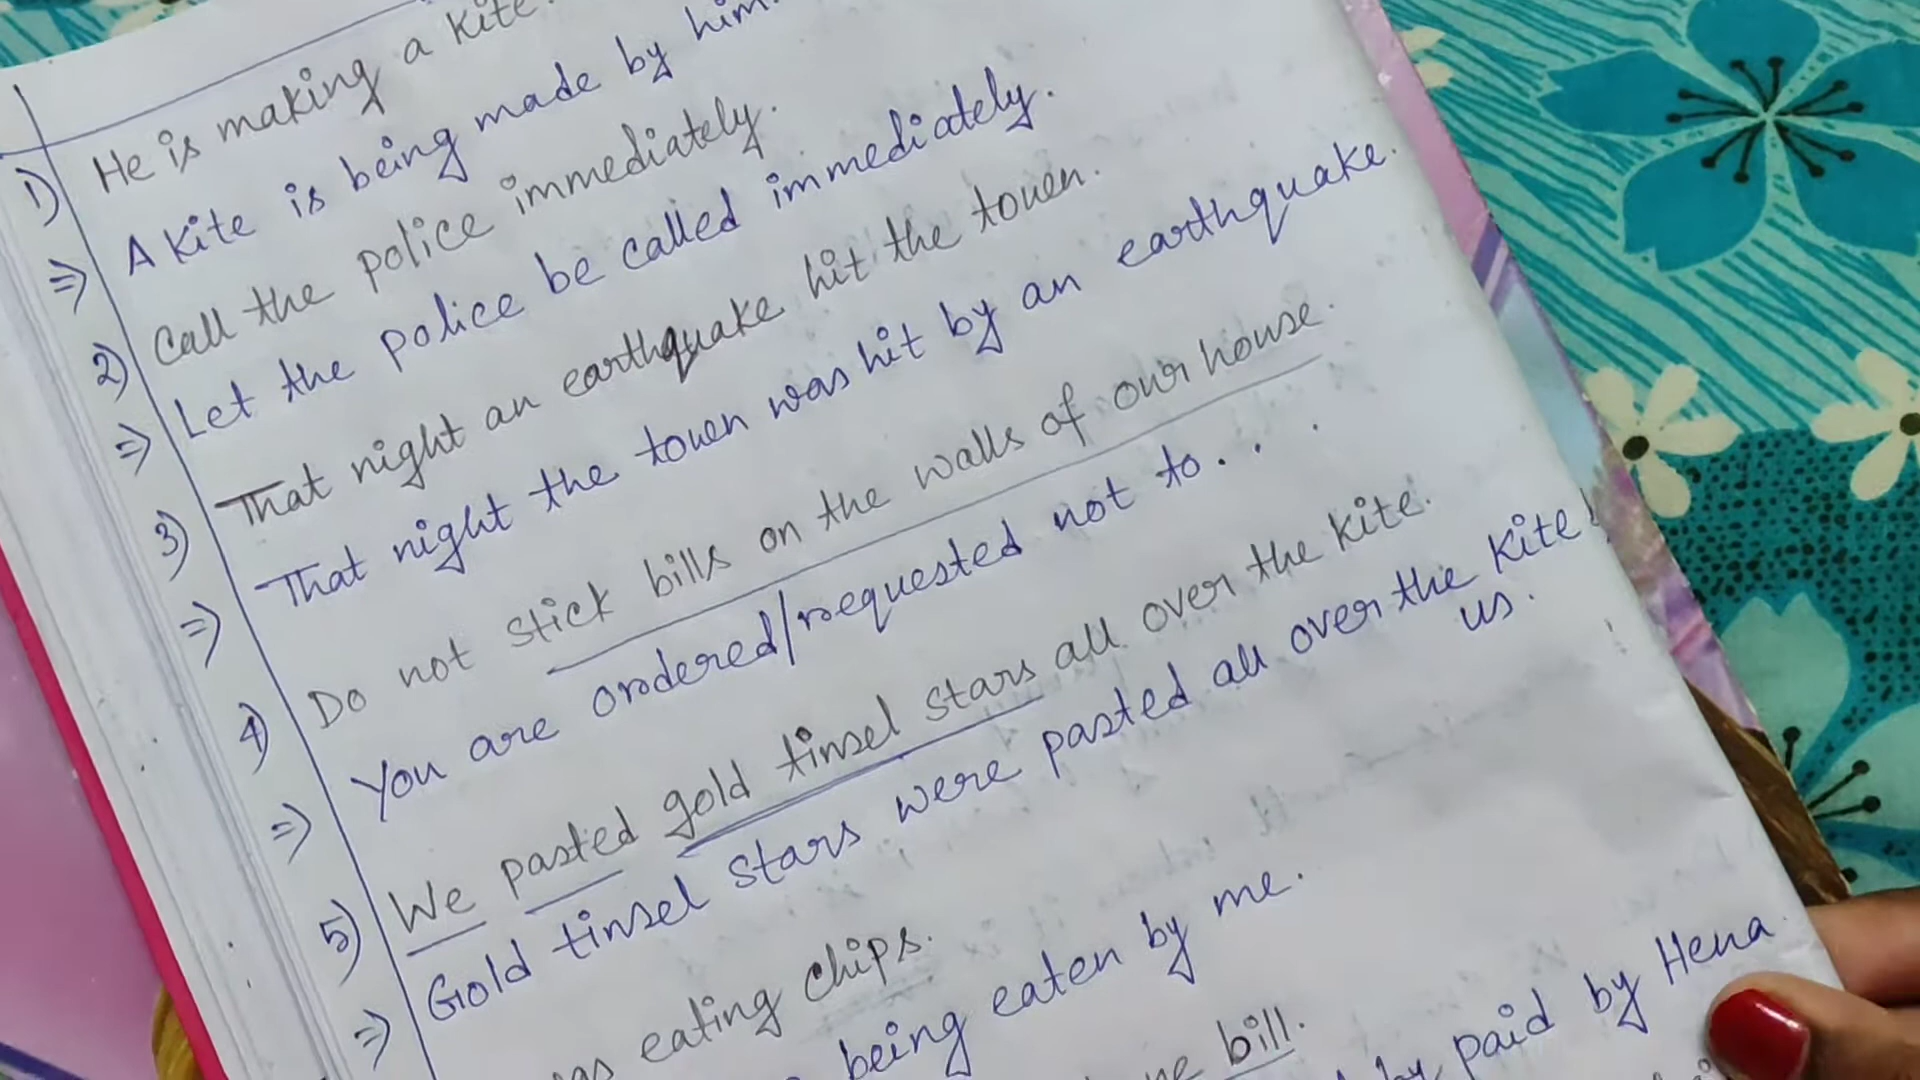 1) He is making a kite.
=> A kite is being made by him.
2) Call the police immediately.
=> Let the police be called immediately.
3) That night an earthquake hit the town.
=> That night the town was hit by an earthquake.
4) Do not stick bills on the walls of our house.
=> You are ordered/requested not to . . .
5) We pasted gold tinsel stars all over the kite.
=> Gold tinsel stars were pasted all over the kite
us.
eating chips.
being eaten by me.
bill.
paid by Hena